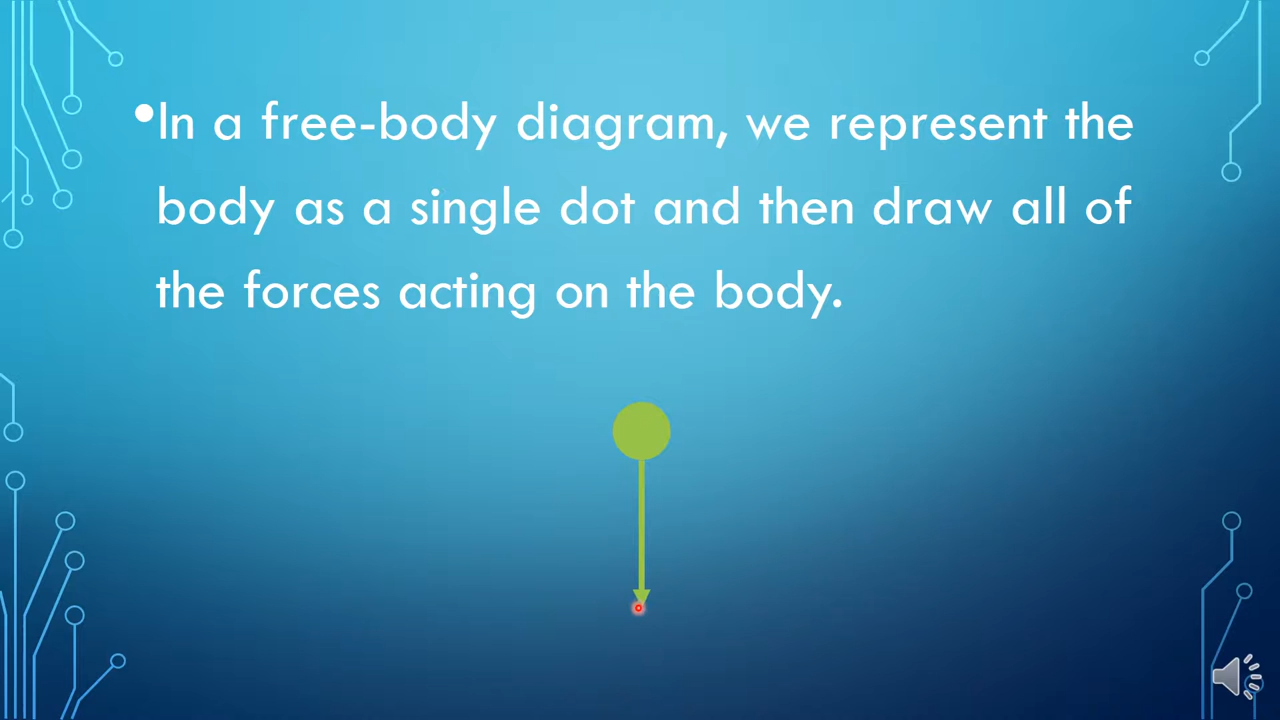 •In a free-body diagram, we represent the
body as a single dot and then draw all of
the forces acting on the body.